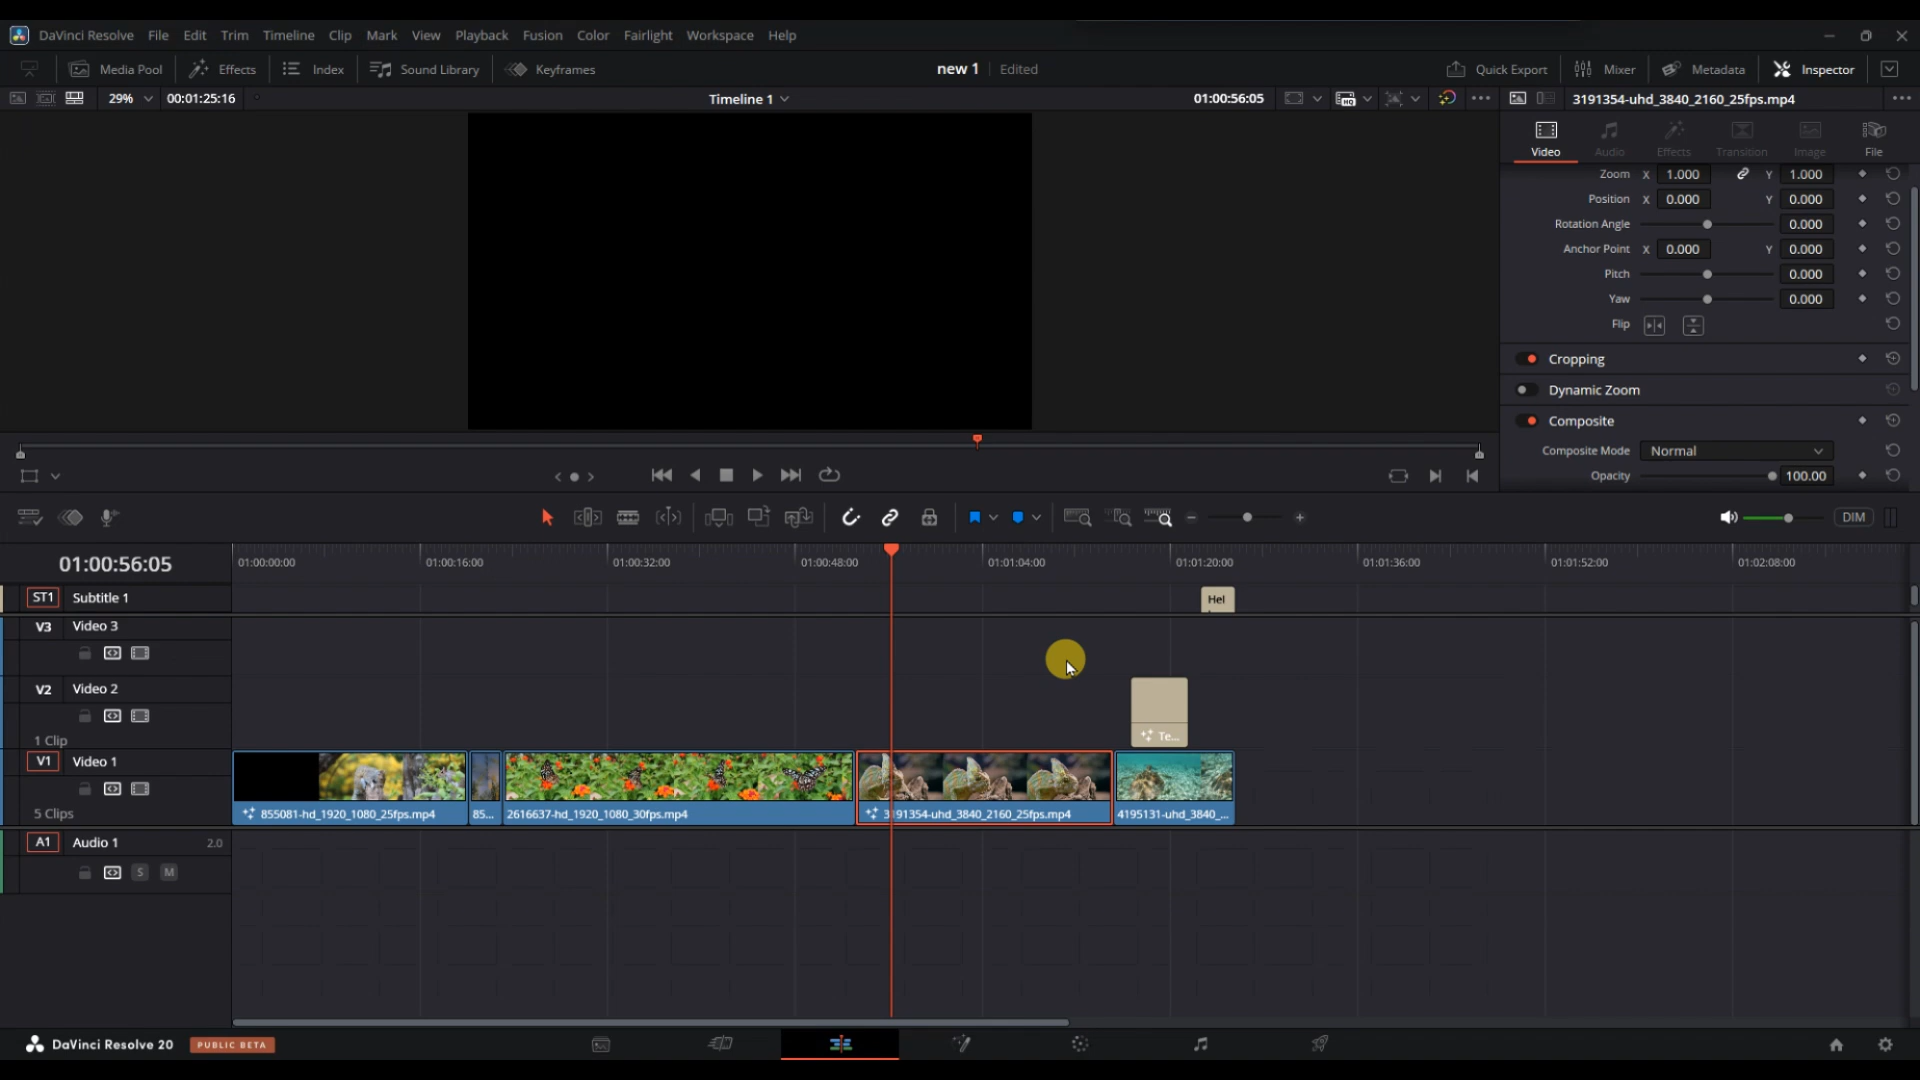 DaVinci Resolve File Edit Trim Timeline Clip Mark View Playback Fusion Color Fairlight Workspace Help
Media Pool Effects Index Sound Library Keyframes new 1 Edited Quick Export Mixer Metadata Inspector
29% 00:01:25:16 Timeline 1 01:00:56:05 3191354-uhd_3840_2160_25fps.mp4
Video Audio Effects Transition Image File
Zoom X 1.000 Y 1.000
Position X 0.000 Y 0.000
Rotation Angle 0.000
Anchor Point X 0.000 Y 0.000
Pitch 0.000
Yaw 0.000
Flip
Cropping
Dynamic Zoom
Composite
Composite Mode Normal
Opacity 100.00
DIM
01:00:56:05 01:00:00:00 01:00:16:00 01:00:32:00 01:00:48:00 01:01:04:00 01:01:20:00 01:01:36:00 01:01:52:00 01:02:08:00
ST1 Subtitle 1 Hel
V3 Video 3
V2 Video 2
1 Clip Te...
V1 Video 1
5 Clips 855081-hd_1920_1080_25fps.mp4 85... 2616637-hd_1920_1080_30fps.mp4 3191354-uhd_3840_2160_25fps.mp4 4195131-uhd_3840_...
A1 Audio 1 2.0
S M
DaVinci Resolve 20 PUBLIC BETA